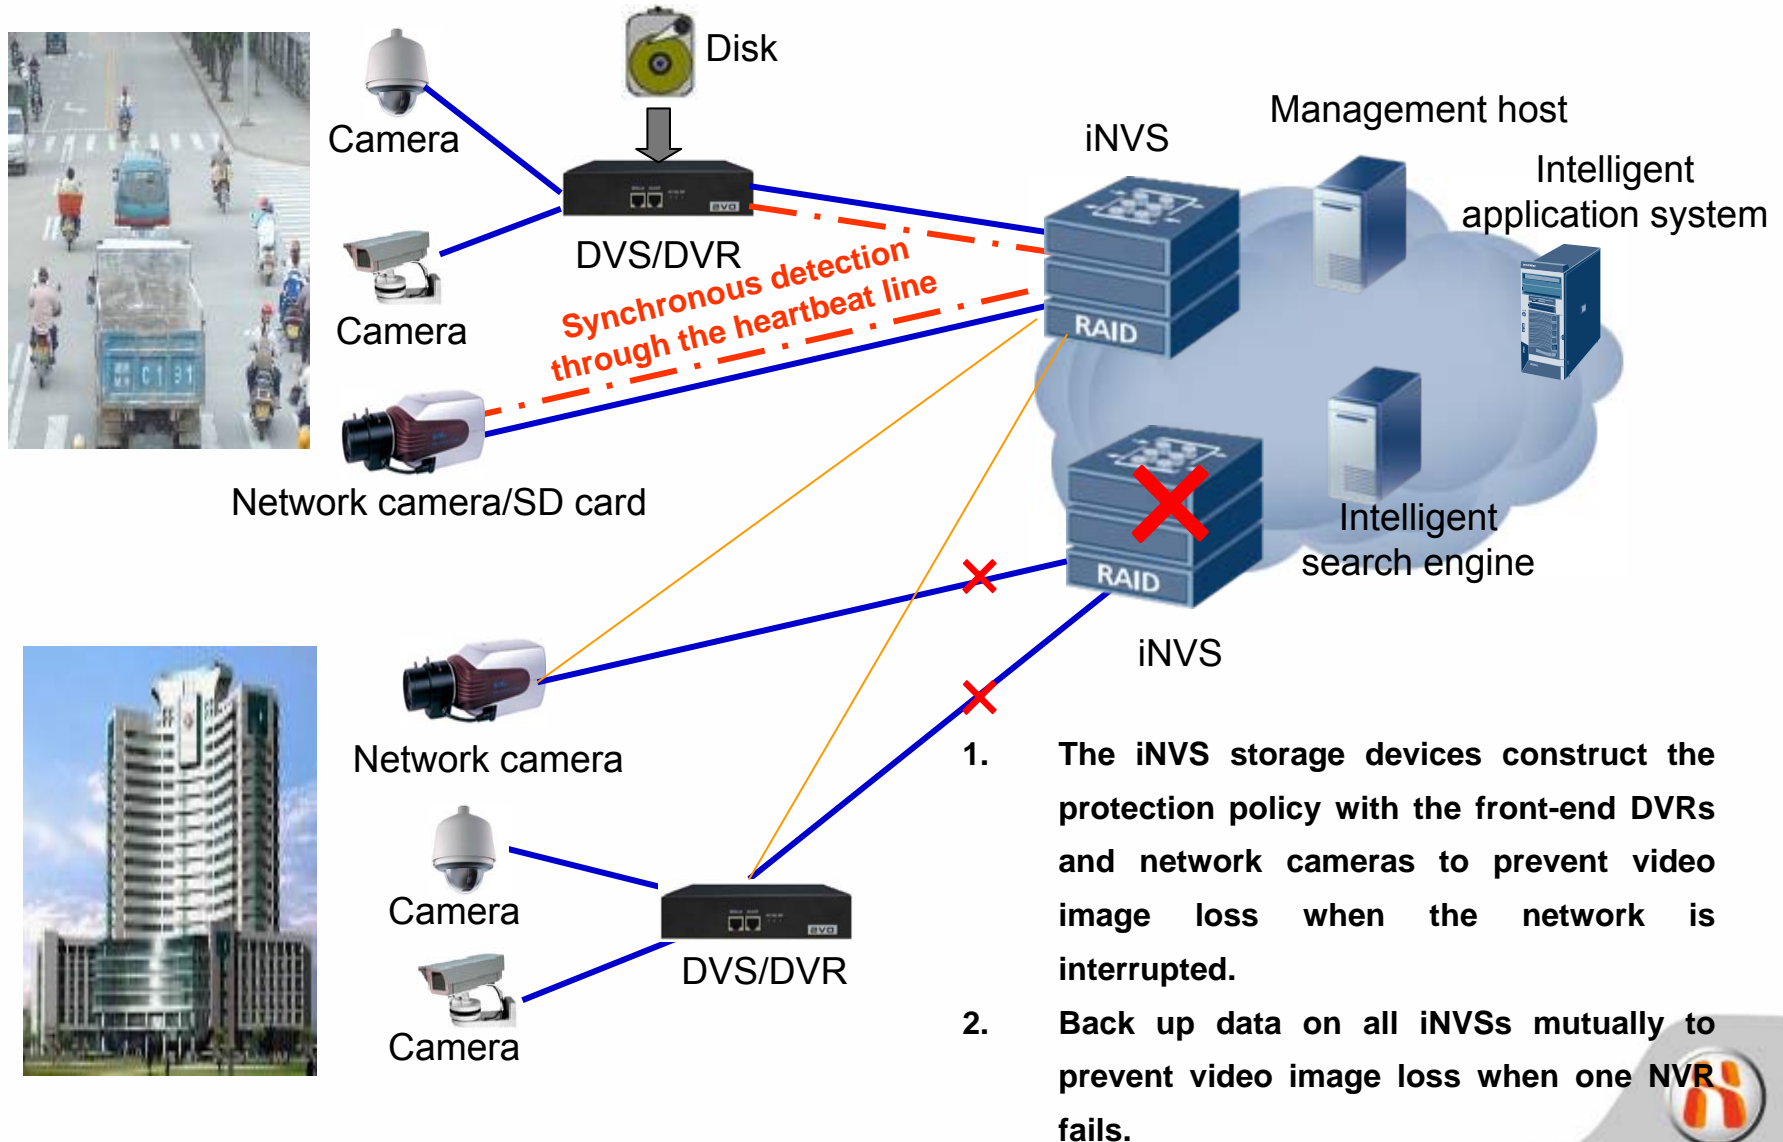 Disk
Camera
iNVS
Management host
Intelligent
application system
DVS/DVR
Synchronous detection
through the heartbeat line
Camera
RAID
Network camera/SD card
Intelligent
search engine
RAID
iNVS
Network camera
Camera
DVS/DVR
Camera
1. The iNVS storage devices construct the
protection policy with the front-end DVRs
and network cameras to prevent video
image loss when the network is
interrupted.
2. Back up data on all iNVSs mutually to
prevent video image loss when one NVR
fails.